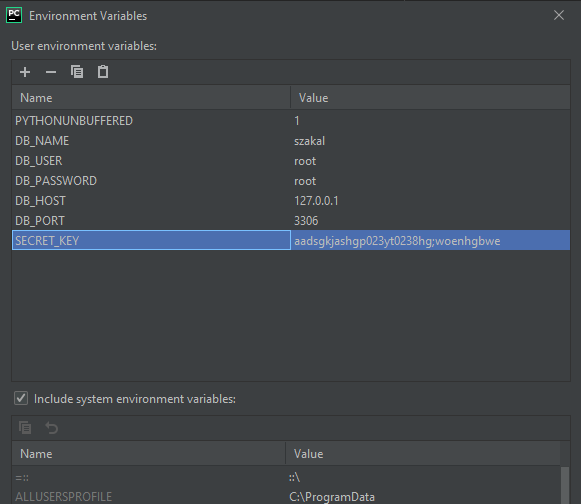 PC Environment Variables
User environment variables:
Name Value
PYTHONUNBUFFERED 1
DB_NAME szakal
DB_USER root
DB_PASSWORD root
DB_HOST 127.0.0.1
DB_PORT 3306
SECRET_KEY aadsgkjashgp023yt0238hg;woenhgbwe
Include system environment variables:
Name Value
=:: ::\
ALLUSERSPROFILE C:\ProgramData